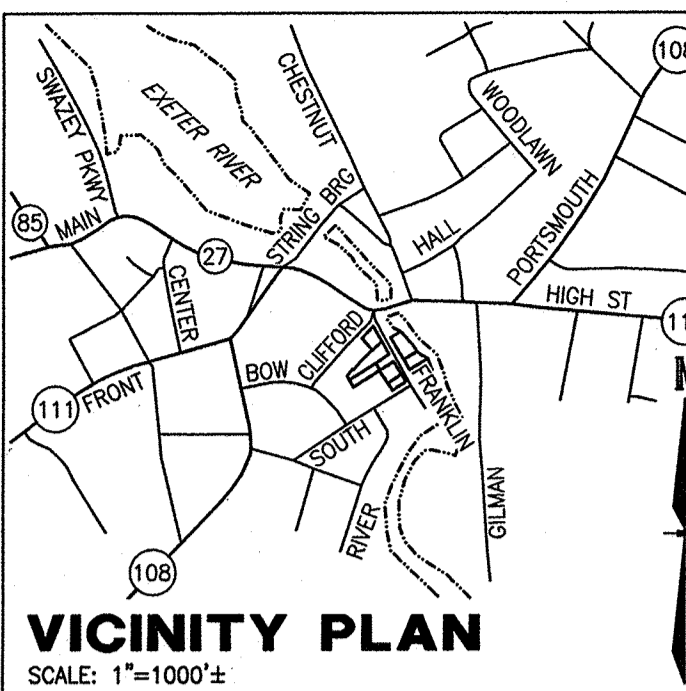 108
SWAZEY PKWY
EXETER RIVER
CHESTNUT
WOODLAWN
STRING BRG
85
MAIN
27
HALL
PORTSMOUTH
CENTER
HIGH ST
CLIFFORD
BOW
FRANKLIN
111
FRONT
SOUTH
RIVER
GILMAN
108
VICINITY PLAN
SCALE: 1"=1000'±